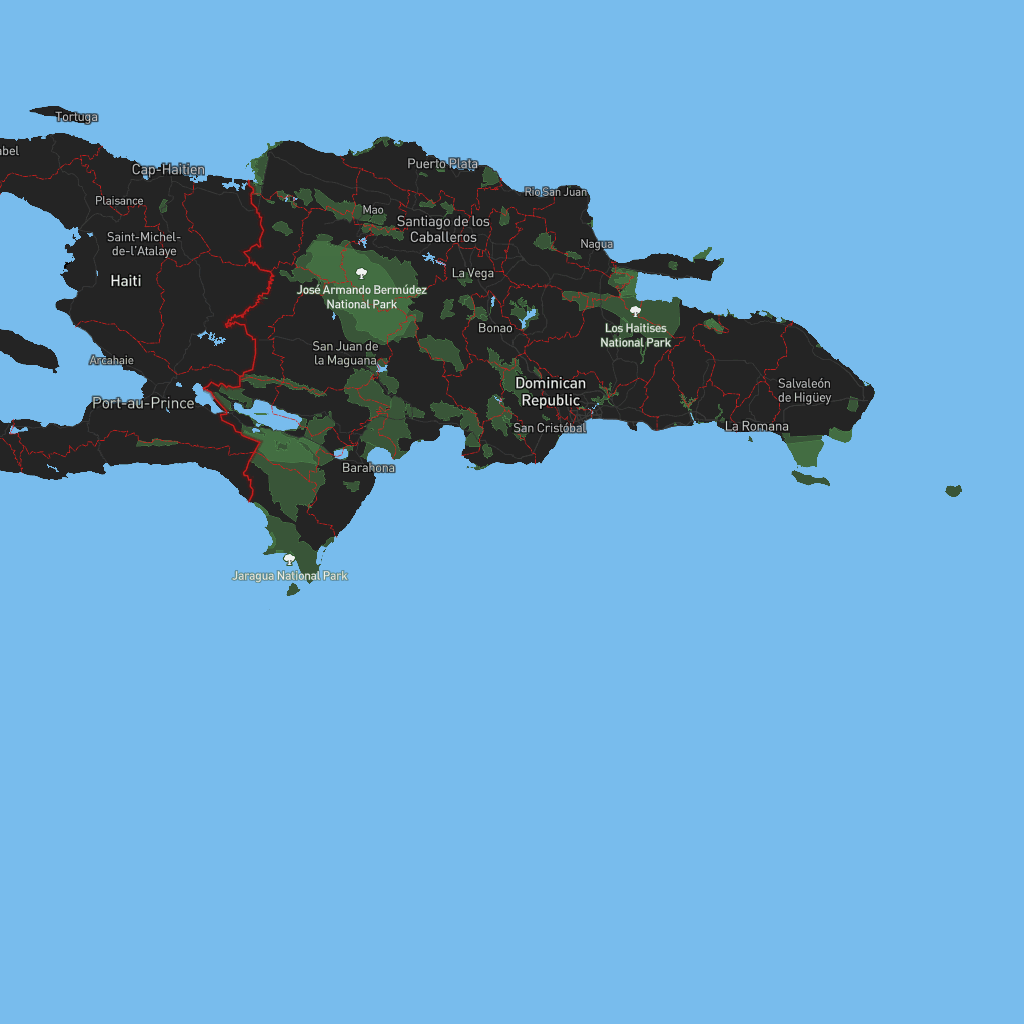 Tortuga
abel
Cap-Haitien
Puerto Plata
Plaisance
Río San Juan
Mao
Santiago de los
Caballeros
Saint-Michel-
de-l'Atalaye
Nagua
Haiti
La Vega
José Armando Bermúdez
National Park
Bonao
Los Haitises
National Park
San Juan de
la Maguana
Arcahaie
Dominican
Republic
Salvaleón
de Higüey
Port-au-Prince
San Cristóbal
La Romana
Barahona
Jaragua National Park